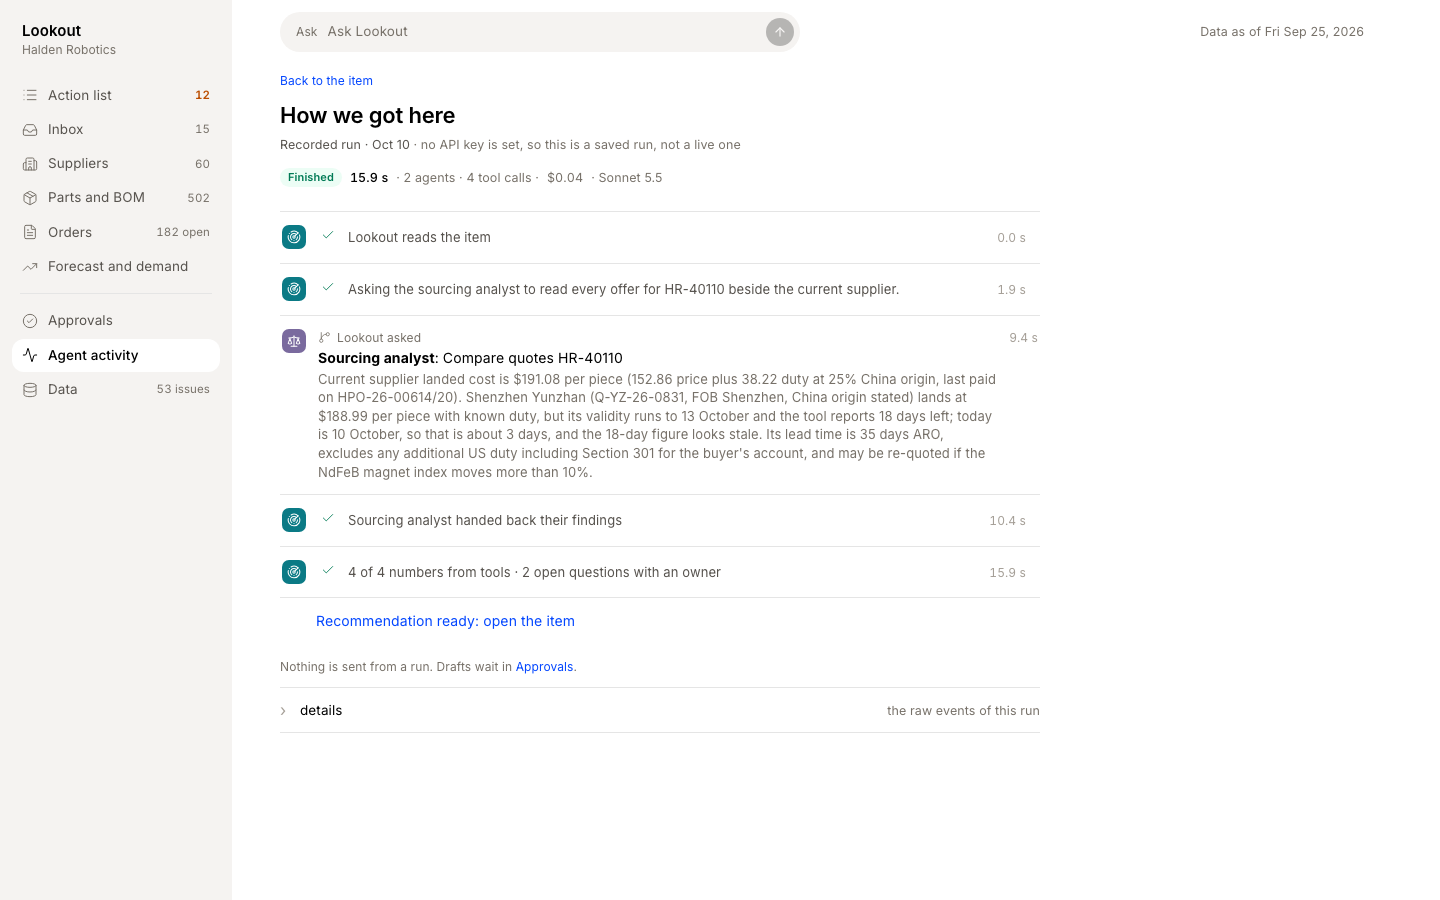 Lookout
Halden Robotics
Action list 12
Inbox 15
Suppliers 60
Parts and BOM 502
Orders 182 open
Forecast and demand
Approvals
Agent activity
Data 53 issues
Ask Ask Lookout
Data as of Fri Sep 25, 2026
Back to the item
How we got here
Recorded run · Oct 10 · no API key is set, so this is a saved run, not a live one
Finished 15.9 s · 2 agents · 4 tool calls · $0.04 · Sonnet 5.5
Lookout reads the item 0.0 s
Asking the sourcing analyst to read every offer for HR-40110 beside the current supplier. 1.9 s
Lookout asked 9.4 s
Sourcing analyst: Compare quotes HR-40110
Current supplier landed cost is $191.08 per piece (152.86 price plus 38.22 duty at 25% China origin, last paid
on HPO-26-00614/20). Shenzhen Yunzhan (Q-YZ-26-0831, FOB Shenzhen, China origin stated) lands at
$188.99 per piece with known duty, but its validity runs to 13 October and the tool reports 18 days left; today
is 10 October, so that is about 3 days, and the 18-day figure looks stale. Its lead time is 35 days ARO,
excludes any additional US duty including Section 301 for the buyer's account, and may be re-quoted if the
NdFeB magnet index moves more than 10%.
Sourcing analyst handed back their findings 10.4 s
4 of 4 numbers from tools · 2 open questions with an owner 15.9 s
Recommendation ready: open the item
Nothing is sent from a run. Drafts wait in Approvals.
details the raw events of this run